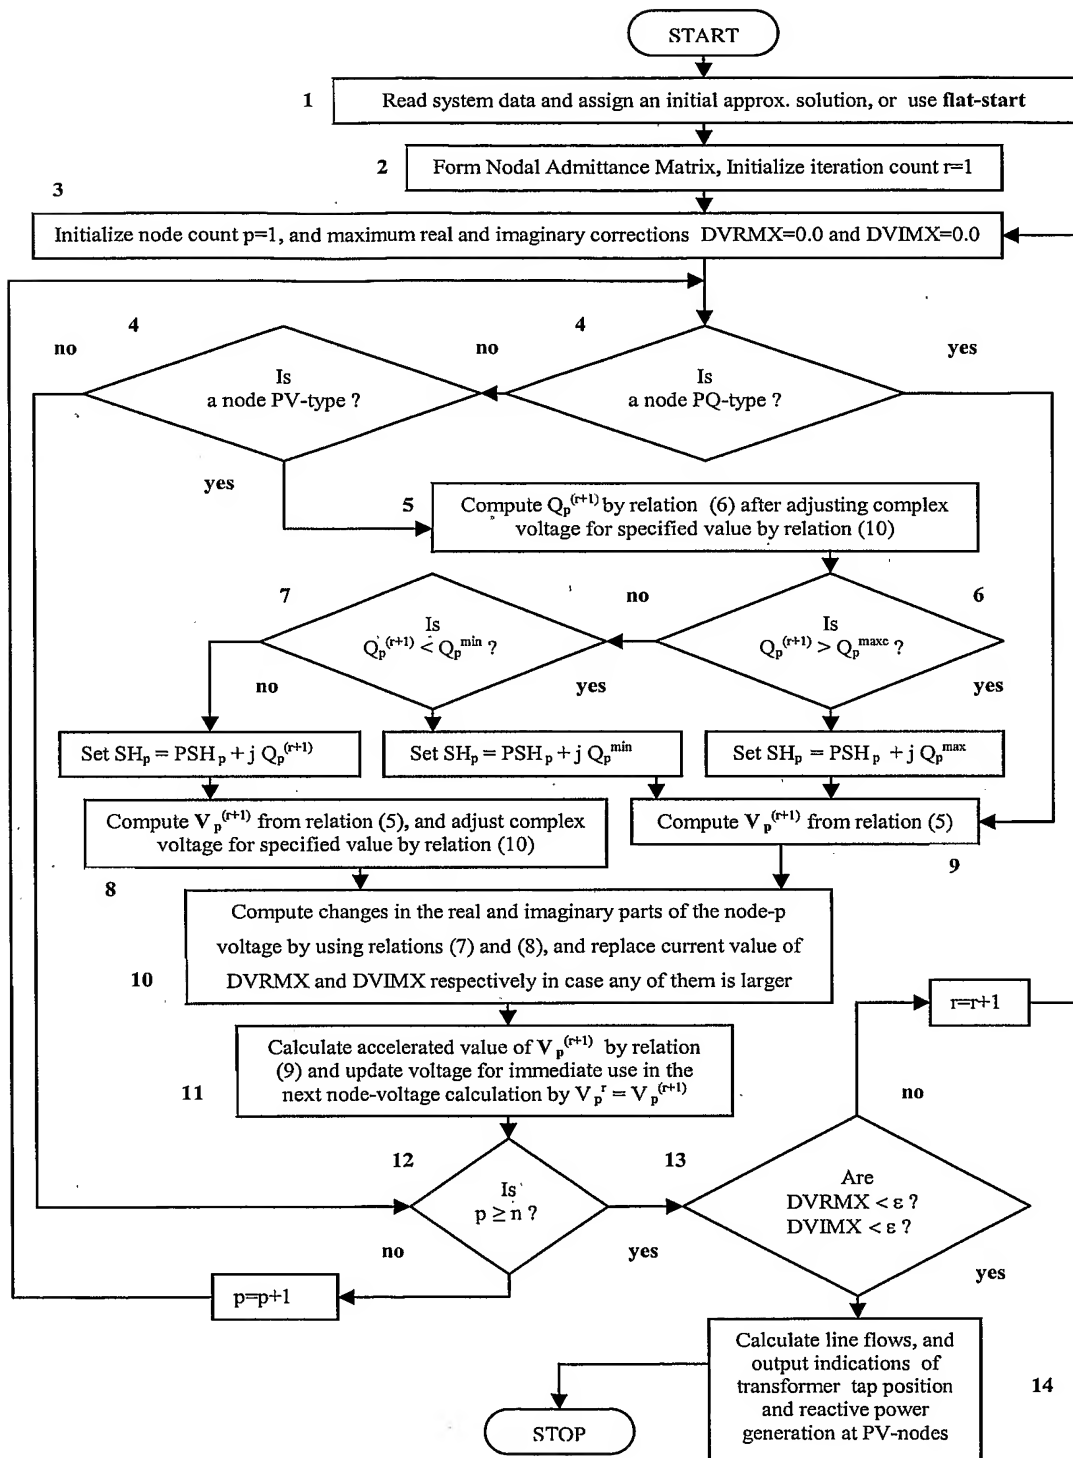 START
1
Read system data and assign an initial approx. solution, or use flat-start
2
Form Nodal Admittance Matrix, Initialize iteration count r=1
3
Initialize node count p=1, and maximum real and imaginary corrections DVRMX=0.0 and DVIMX=0.0
4
4
no
no
yes
Is
a node PV-type ?
Is
a node PQ-type ?
yes
5
Compute Qp^(r+1) by relation (6) after adjusting complex
voltage for specified value by relation (10)
7
no
6
Is
Qp^(r+1) < Qp^min ?
Is
Qp^(r+1) > Qp^maxc ?
no
yes
yes
Set SHp = PSHp + j Qp^(r+1)
Set SHp = PSHp + j Qp^min
Set SHp = PSHp + j Qp^max
Compute Vp^(r+1) from relation (5), and adjust complex
voltage for specified value by relation (10)
Compute Vp^(r+1) from relation (5)
8
9
Compute changes in the real and imaginary parts of the node-p
voltage by using relations (7) and (8), and replace current value of
DVRMX and DVIMX respectively in case any of them is larger
10
r=r+1
Calculate accelerated value of Vp^(r+1) by relation
(9) and update voltage for immediate use in the
next node-voltage calculation by Vp^r = Vp^(r+1)
11
no
12
13
Is
p ≥ n ?
Are
DVRMX < ε ?
DVIMX < ε ?
no
yes
yes
p=p+1
Calculate line flows, and
output indications of
transformer tap position
and reactive power
generation at PV-nodes
14
STOP